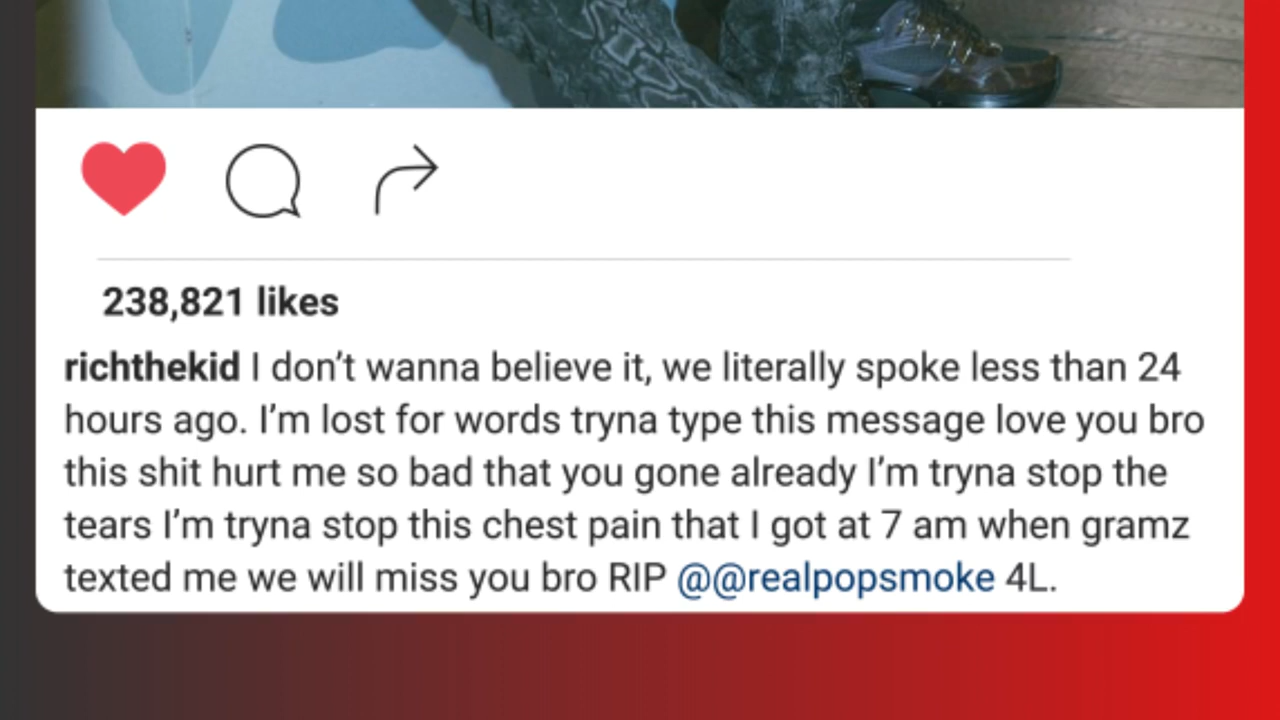 238,821 likes
richthekid I don’t wanna believe it, we literally spoke less than 24
hours ago. I’m lost for words tryna type this message love you bro
this shit hurt me so bad that you gone already I’m tryna stop the
tears I’m tryna stop this chest pain that I got at 7 am when gramz
texted me we will miss you bro RIP @@realpopsmoke 4L.